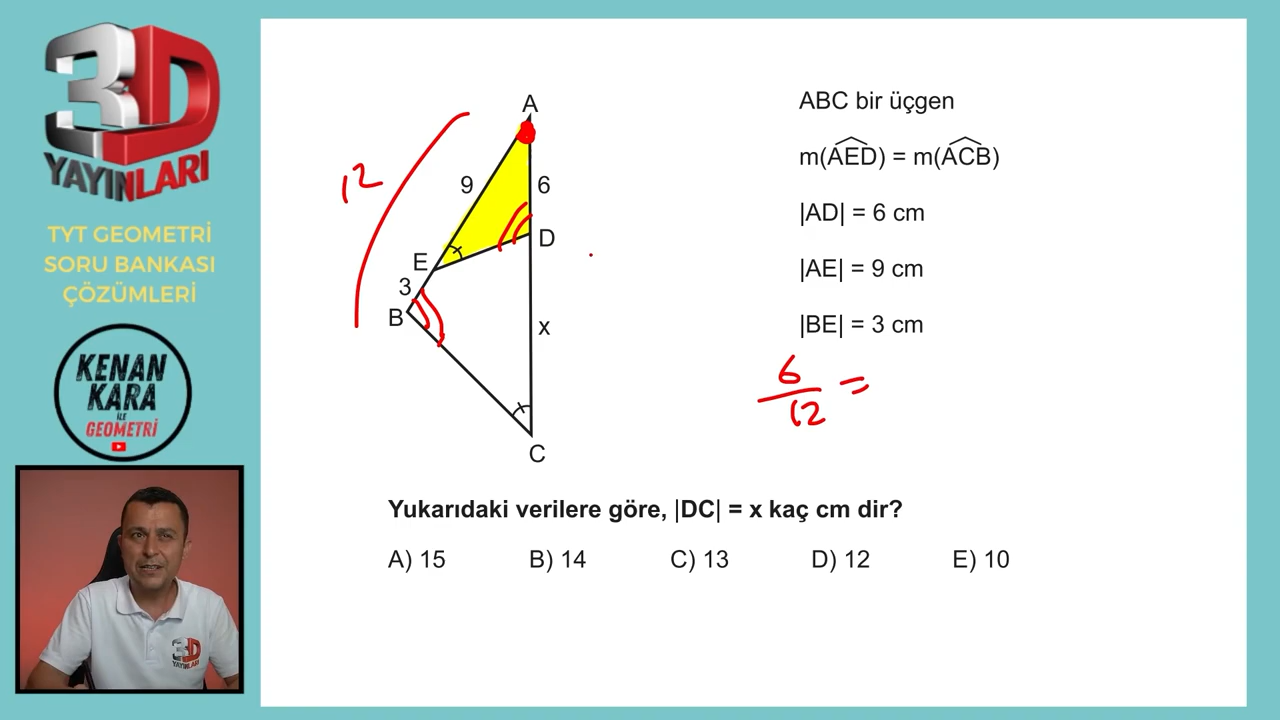 3D
YAYINLARI
TYT GEOMETRİ
SORU BANKASI
ÇÖZÜMLERİ
KENAN
KARA
İLE
GEOMETRİ
3D
YAYINLARI
12
A
9
6
D
E
3
B
x
C
ABC bir üçgen
m(AED) = m(ACB)
|AD| = 6 cm
|AE| = 9 cm
|BE| = 3 cm
6
12 =
Yukarıdaki verilere göre, |DC| = x kaç cm dir?
A) 15 B) 14 C) 13 D) 12 E) 10